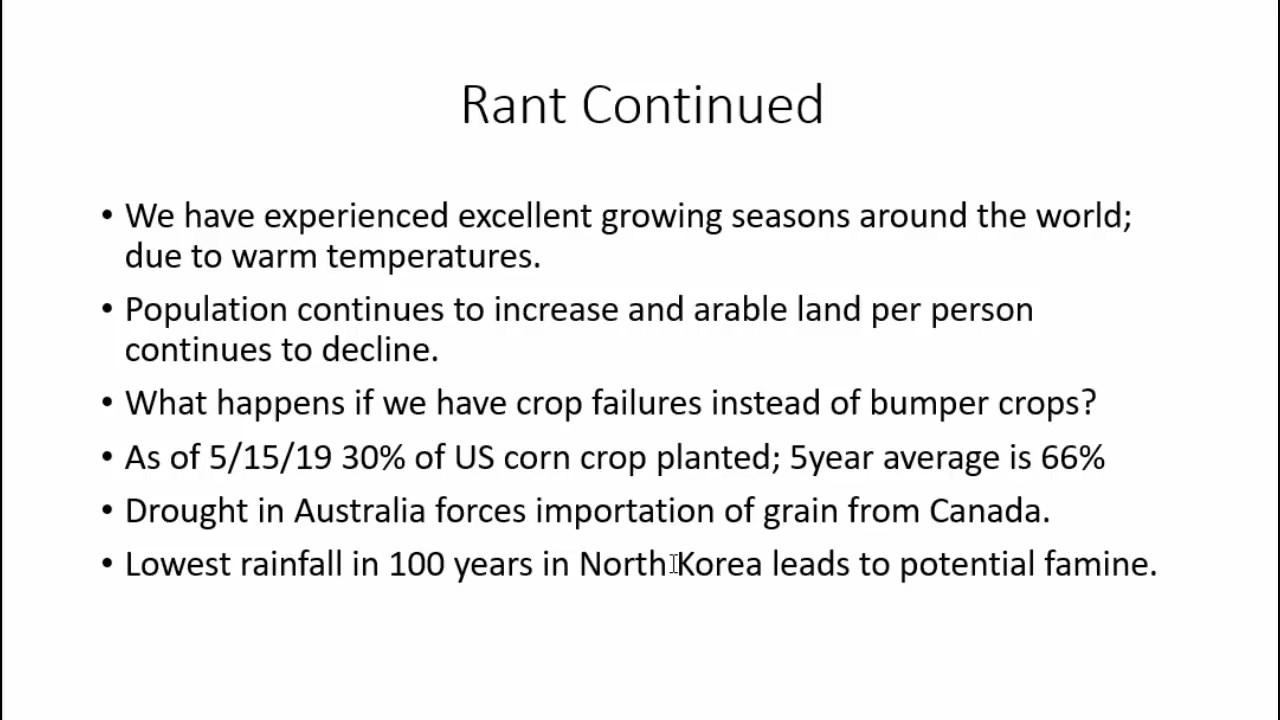 Rant Continued
• We have experienced excellent growing seasons around the world;
due to warm temperatures.
• Population continues to increase and arable land per person
continues to decline.
• What happens if we have crop failures instead of bumper crops?
• As of 5/15/19 30% of US corn crop planted; 5year average is 66%
• Drought in Australia forces importation of grain from Canada.
• Lowest rainfall in 100 years in North Korea leads to potential famine.